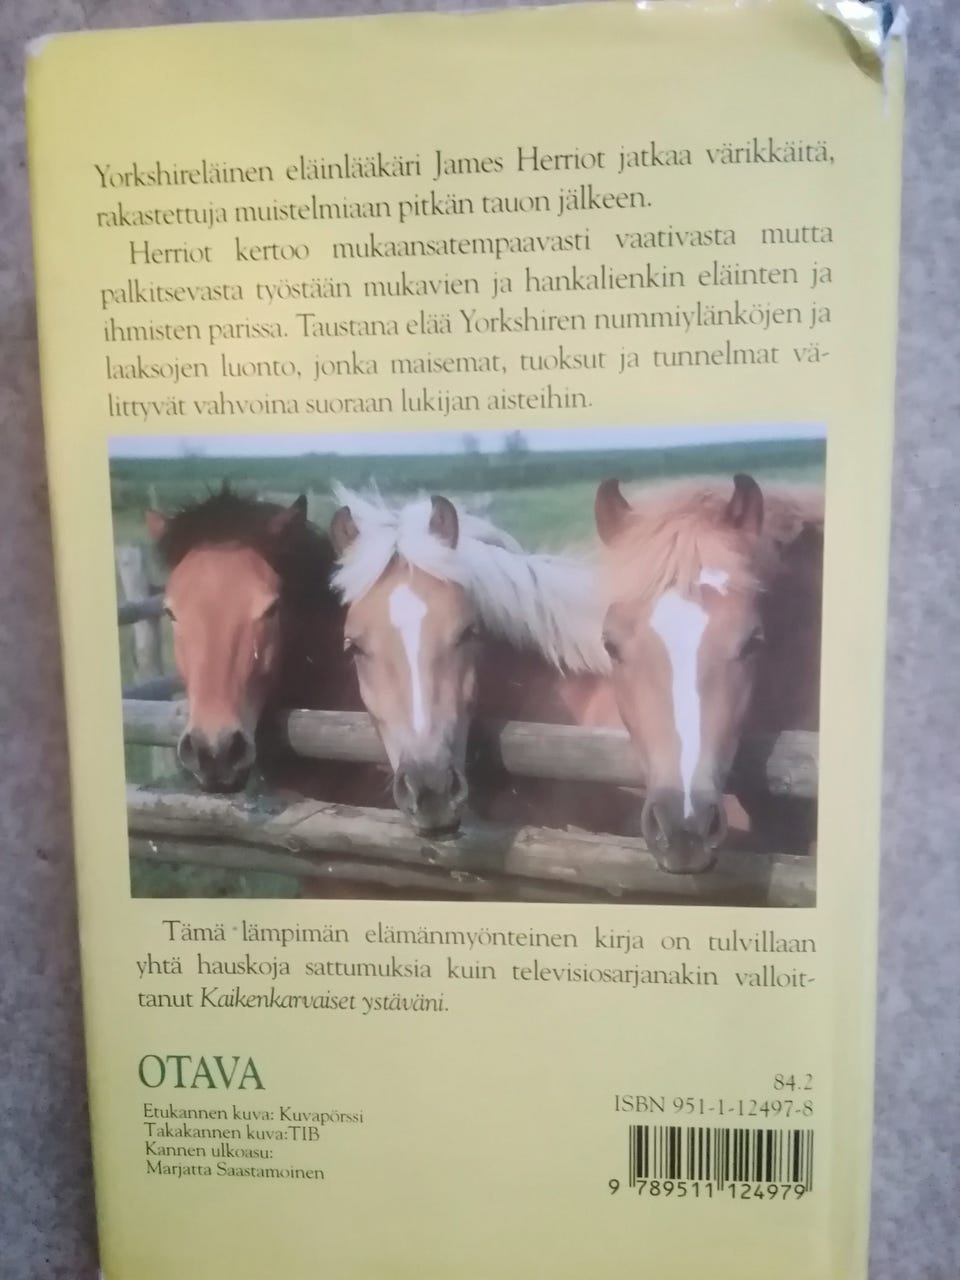 Yorkshireläinen eläinlääkäri James Herriot jatkaa värikkäitä,
rakastettuja muistelmiaan pitkän tauon jälkeen.
Herriot kertoo mukaansatempaavasti vaativasta mutta
palkitsevasta työstään mukavien ja hankalienkin eläinten ja
ihmisten parissa. Taustana elää Yorkshiren nummiylänköjen ja
laaksojen luonto, jonka maisemat, tuoksut ja tunnelmat vä-
littyvät vahvoina suoraan lukijan aisteihin.
Tämä lämpimän elämänmyönteinen kirja on tulvillaan
yhtä hauskoja sattumuksia kuin televisiosarjanakin valloit-
tanut Kaikenkarvaiset ystäväni.
OTAVA
Etukannen kuva: Kuvapörssi
Takakannen kuva:TIB
Kannen ulkoasu:
Marjatta Saastamoinen
84.2
ISBN 951-1-12497-8
9 789511 124979